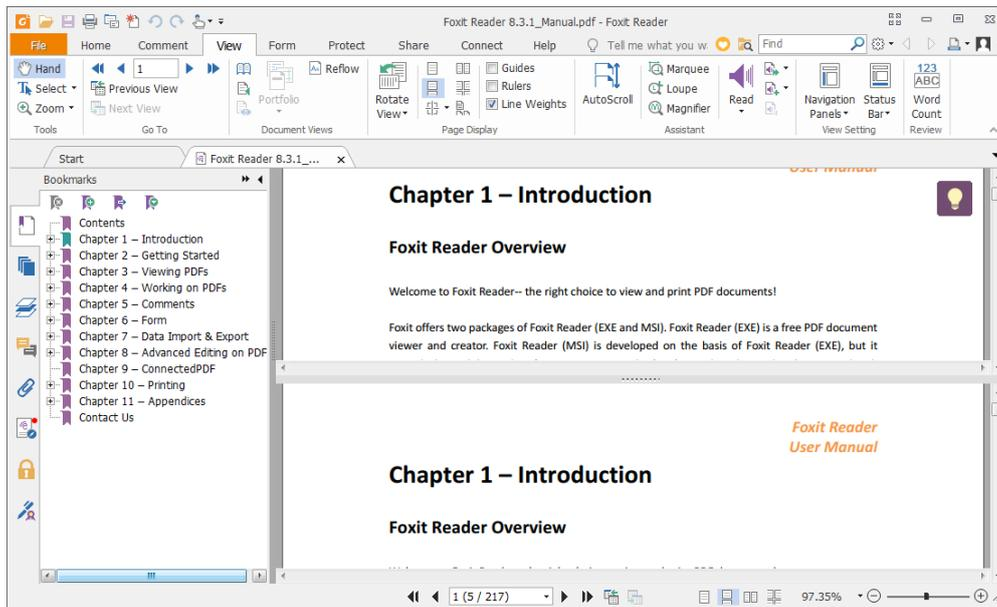 Foxit Reader 8.3.1_Manual.pdf - Foxit Reader
File Home Comment View Form Protect Share Connect Help Tell me what you w. Find
Hand 1 Reflow Guides Marquee 123
Select Previous View Rulers Loupe ABC
Zoom Next View Portfolio Rotate View Line Weights AutoScroll Magnifier Read Navigation Panels Status Bar Word Count
Tools Go To Document Views Page Display Assistant View Setting Review
Start Foxit Reader 8.3.1_...
Bookmarks
Contents
Chapter 1 – Introduction
Chapter 2 – Getting Started
Chapter 3 – Viewing PDFs
Chapter 4 – Working on PDFs
Chapter 5 – Comments
Chapter 6 – Form
Chapter 7 – Data Import & Export
Chapter 8 – Advanced Editing on PDF
Chapter 9 – ConnectedPDF
Chapter 10 – Printing
Chapter 11 – Appendices
Contact Us
User Manual
Chapter 1 – Introduction
Foxit Reader Overview
Welcome to Foxit Reader-- the right choice to view and print PDF documents!
Foxit offers two packages of Foxit Reader (EXE and MSI). Foxit Reader (EXE) is a free PDF document
viewer and creator. Foxit Reader (MSI) is developed on the basis of Foxit Reader (EXE), but it
Foxit Reader
User Manual
Chapter 1 – Introduction
Foxit Reader Overview
1 (5 / 217) 97.35%